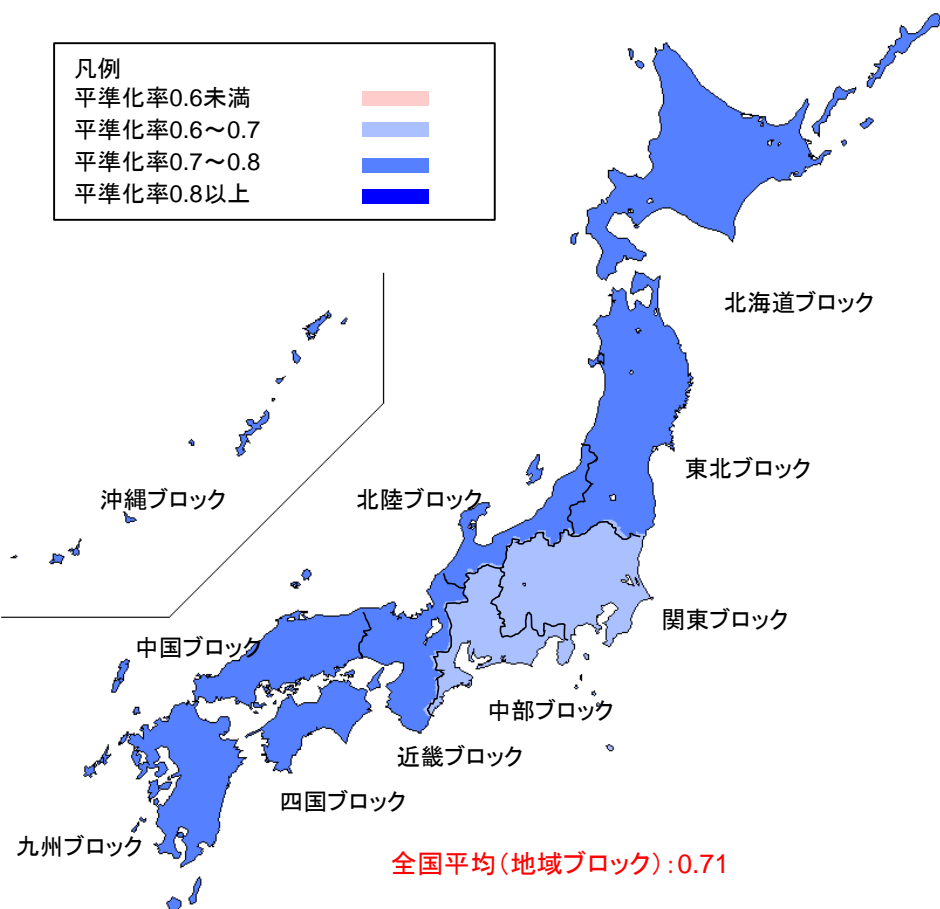 凡例
平準化率0.6未満
平準化率0.6～0.7
平準化率0.7～0.8
平準化率0.8以上
北海道ブロック
東北ブロック
沖縄ブロック
北陸ブロック
関東ブロック
中国ブロック
中部ブロック
近畿ブロック
四国ブロック
九州ブロック
全国平均（地域ブロック）：0.71